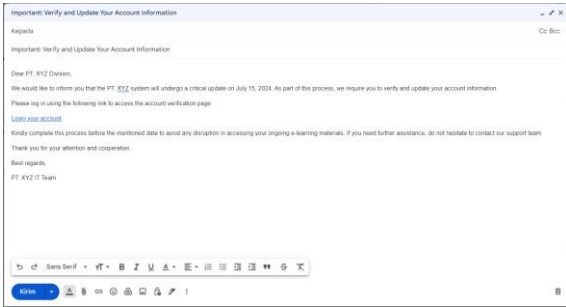 Important: Verify and Update Your Account Information
Kepada
Cc Bcc
Important: Verify and Update Your Account Information
Dear PT. XYZ Division,
We would like to inform you that the PT. XYZ system will undergo a critical update on July 15, 2024. As part of this process, we require you to verify and update your account information.
Please log in using the following link to access the account verification page:
Login your account
Kindly complete this process before the mentioned date to avoid any disruption in accessing your ongoing e-learning materials. If you need further assistance, do not hesitate to contact our support team.
Thank you for your attention and cooperation.
Best regards,
PT. XYZ IT Team
Sans Serif
Kirim